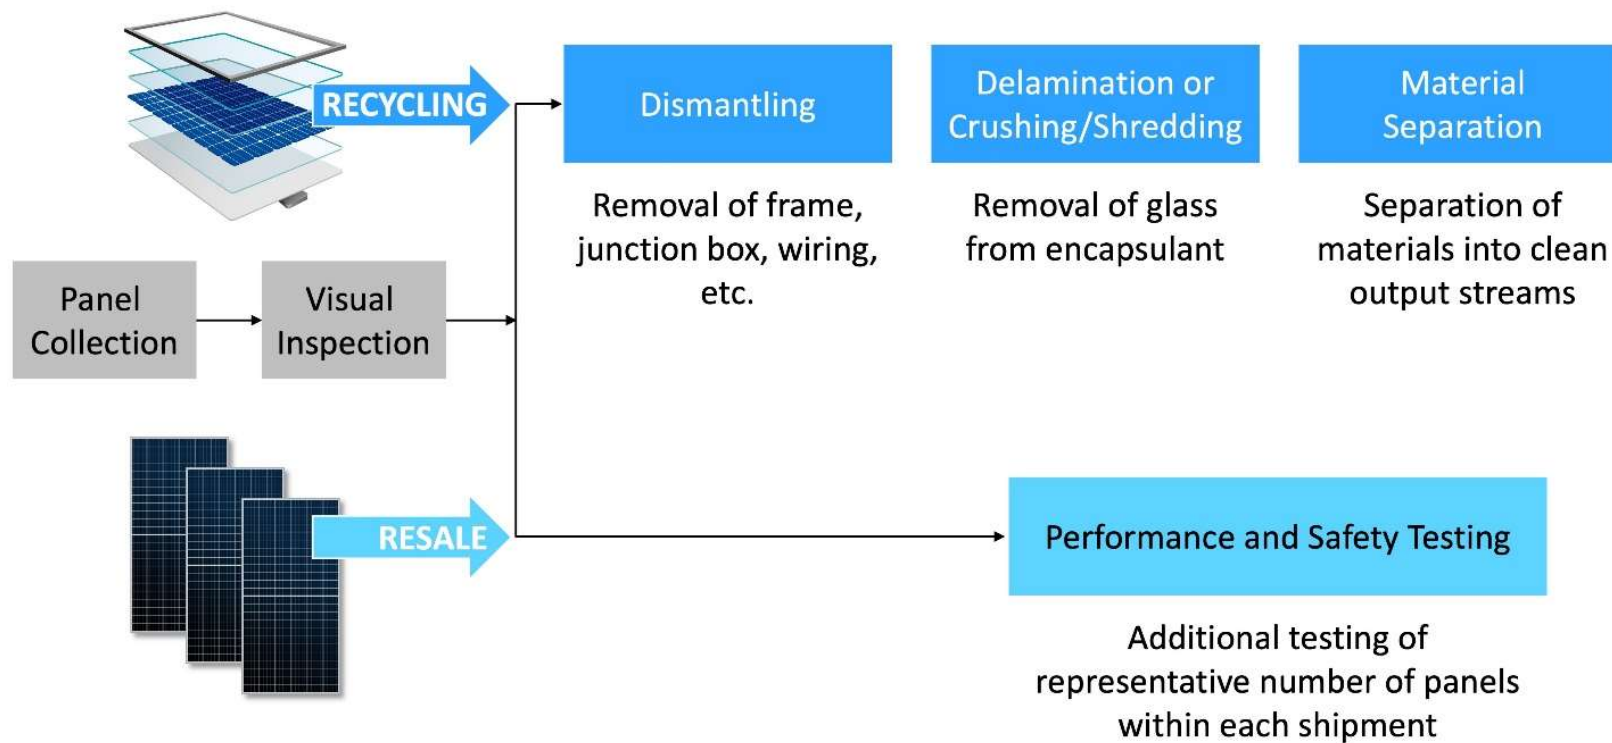 RECYCLING
Dismantling
Removal of frame,
junction box, wiring,
etc.
Delamination or
Crushing/Shredding
Removal of glass
from encapsulant
Material
Separation
Separation of
materials into clean
output streams
Panel
Collection
Visual
Inspection
RESALE
Performance and Safety Testing
Additional testing of
representative number of panels
within each shipment